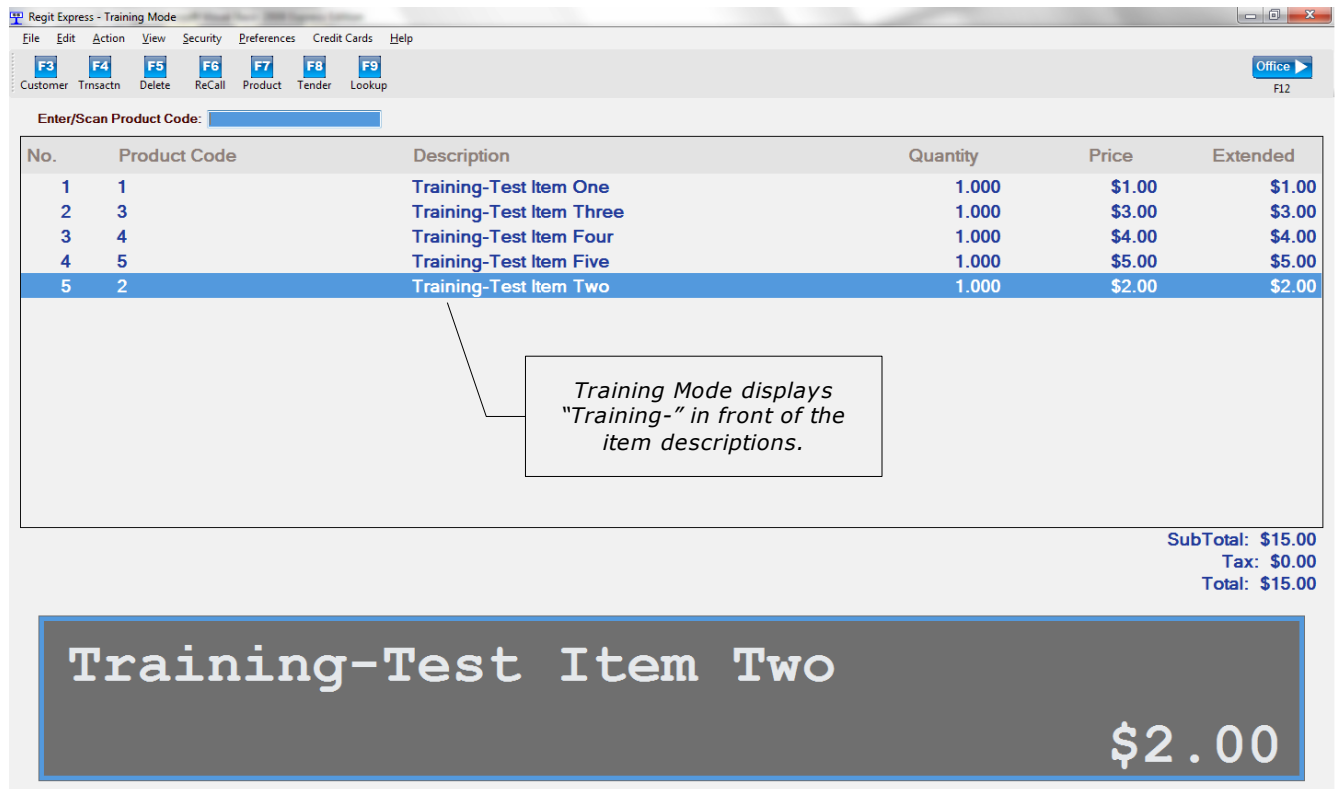 Regit Express - Training Mode
File Edit Action View Security Preferences Credit Cards Help
F3 F4 F5 F6 F7 F8 F9 Office
Customer Trnsactn Delete ReCall Product Tender Lookup F12
Enter/Scan Product Code:
No. Product Code Description Quantity Price Extended
1 1 Training-Test Item One 1.000 $1.00 $1.00
2 3 Training-Test Item Three 1.000 $3.00 $3.00
3 4 Training-Test Item Four 1.000 $4.00 $4.00
4 5 Training-Test Item Five 1.000 $5.00 $5.00
5 2 Training-Test Item Two 1.000 $2.00 $2.00
Training Mode displays
“Training-” in front of the
item descriptions.
SubTotal: $15.00
Tax: $0.00
Total: $15.00
Training-Test Item Two
$2.00